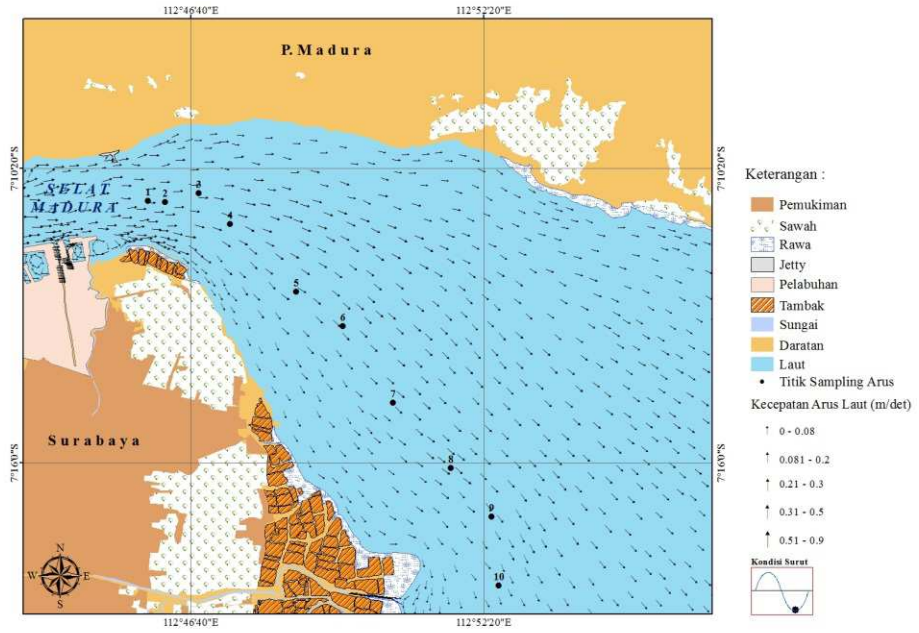 112°46'40"E
112°52'20"E
P. Madura
7°10'20"S
7°10'20"S
SELAT
MADURA
1
2
3
4
5
6
7
8
9
10
Surabaya
7°16'0"S
7°16'0"S
N
W
E
S
112°46'40"E
112°52'20"E
Keterangan :
Pemukiman
Sawah
Rawa
Jetty
Pelabuhan
Tambak
Sungai
Daratan
Laut
Titik Sampling Arus
Kecepatan Arus Laut (m/det)
0 - 0.08
0.081 - 0.2
0.21 - 0.3
0.31 - 0.5
0.51 - 0.9
Kondisi Surut